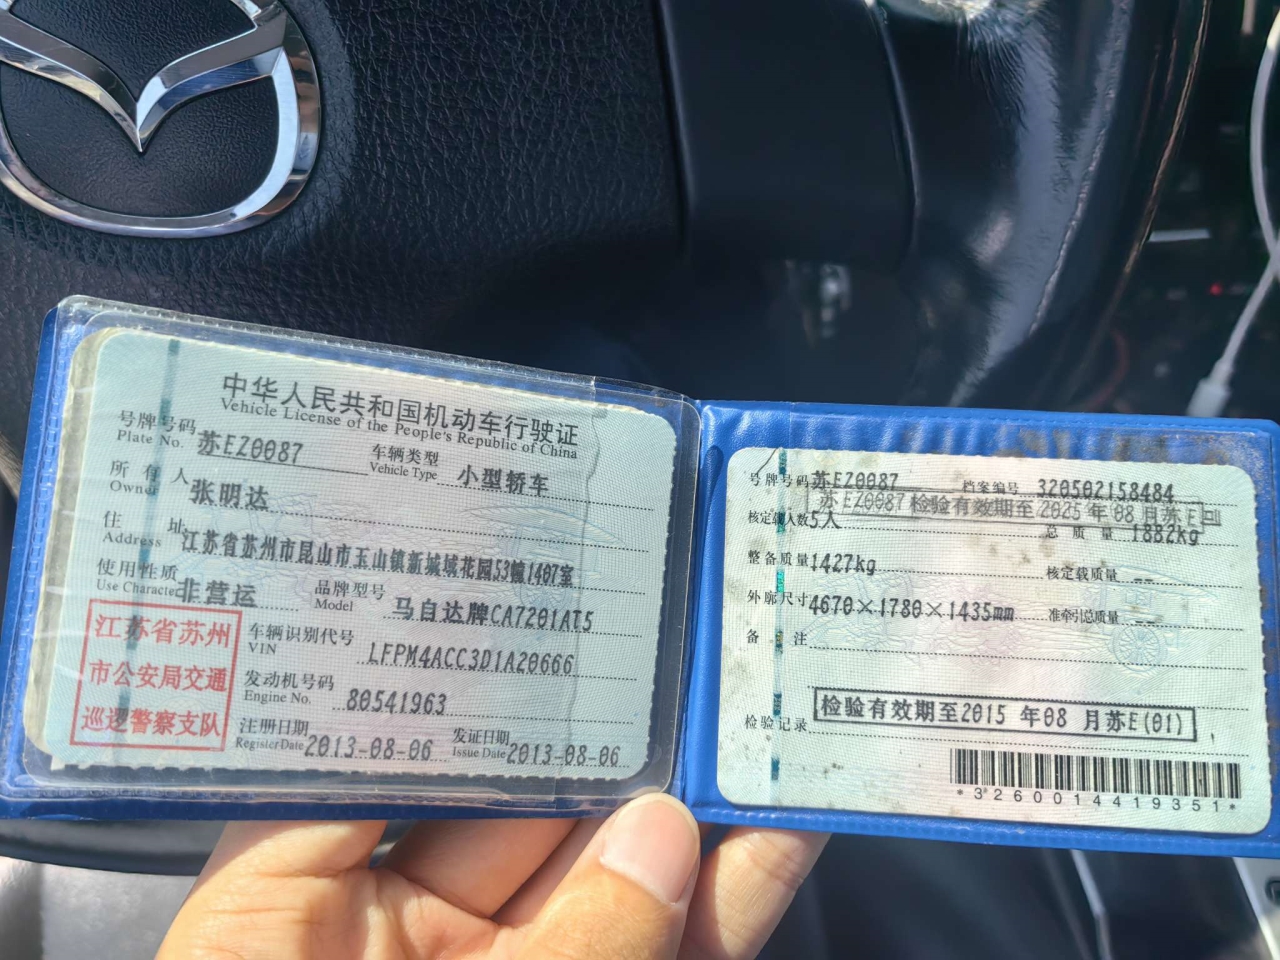 中华人民共和国机动车行驶证
Vehicle License of the People's Republic of China
号牌号码 苏EZ0087 车辆类型 小型轿车
Plate No. Vehicle Type
所有人 张明达
Owner
住址 江苏省苏州市昆山市玉山镇新城域花园53幢1407室
Address
使用性质 非营运 品牌型号 马自达牌CA7201AT5
Use Character Model
江苏省苏州
市公安局交通
巡逻警察支队
车辆识别代号 LFPM4ACC3D1A20666
VIN
发动机号码 80541963
Engine No.
注册日期 2013-08-06 发证日期 2013-08-06
Register Date Issue Date
号牌号码 苏EZ0087 档案编号 320502158484
苏EZ0087 检验有效期至2025年08月苏E
核定载人数 5人 总质量 1882kg
整备质量 1427kg 核定载质量 --
外廓尺寸 4670×1780×1435mm 准牵引总质量 --
备注
检验记录 检验有效期至2015 年08 月苏E(01)
*3260014419351*